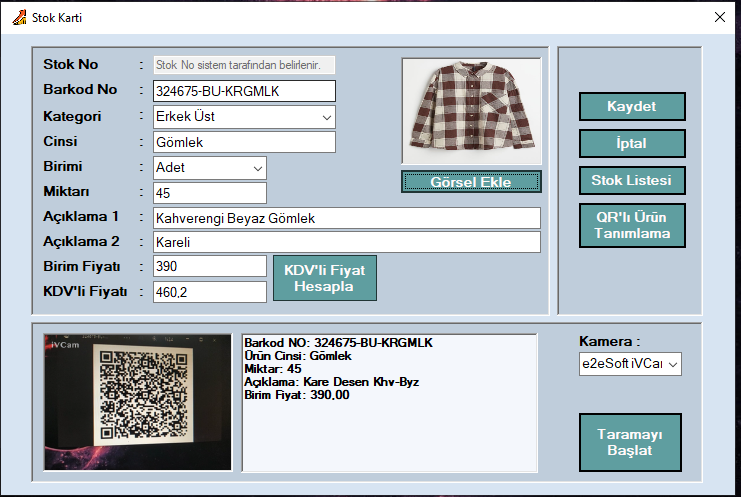 Stok Karti
Stok No : Stok No sistem tarafından belirlenir.
Barkod No : 324675-BU-KRGMLK
Kategori : Erkek Üst
Cinsi : Gömlek
Birimi : Adet
Miktarı : 45
Açıklama 1 : Kahverengi Beyaz Gömlek
Açıklama 2 : Kareli
Birim Fiyatı : 390
KDV'li Fiyatı : 460,2
KDV'li Fiyat
Hesapla
Görsel Ekle
Kaydet
İptal
Stok Listesi
QR'lı Ürün
Tanımlama
iVCam
Barkod NO: 324675-BU-KRGMLK
Ürün Cinsi: Gömlek
Miktar: 45
Açıklama: Kare Desen Khv-Byz
Birim Fiyat: 390,00
Kamera :
e2eSoft iVCar
Taramayı
Başlat